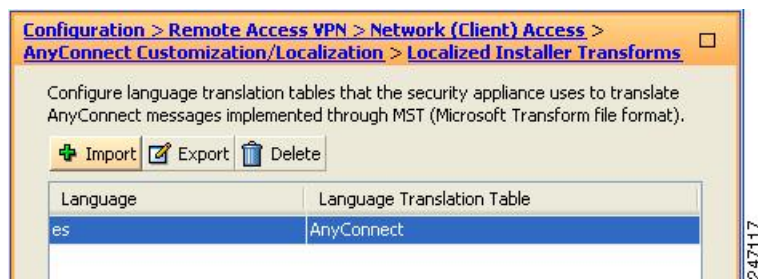 Configuration > Remote Access VPN > Network (Client) Access >
AnyConnect Customization/Localization > Localized Installer Transforms
Configure language translation tables that the security appliance uses to translate
AnyConnect messages implemented through MST (Microsoft Transform file format).
Import Export Delete
Language Language Translation Table
es AnyConnect
247117